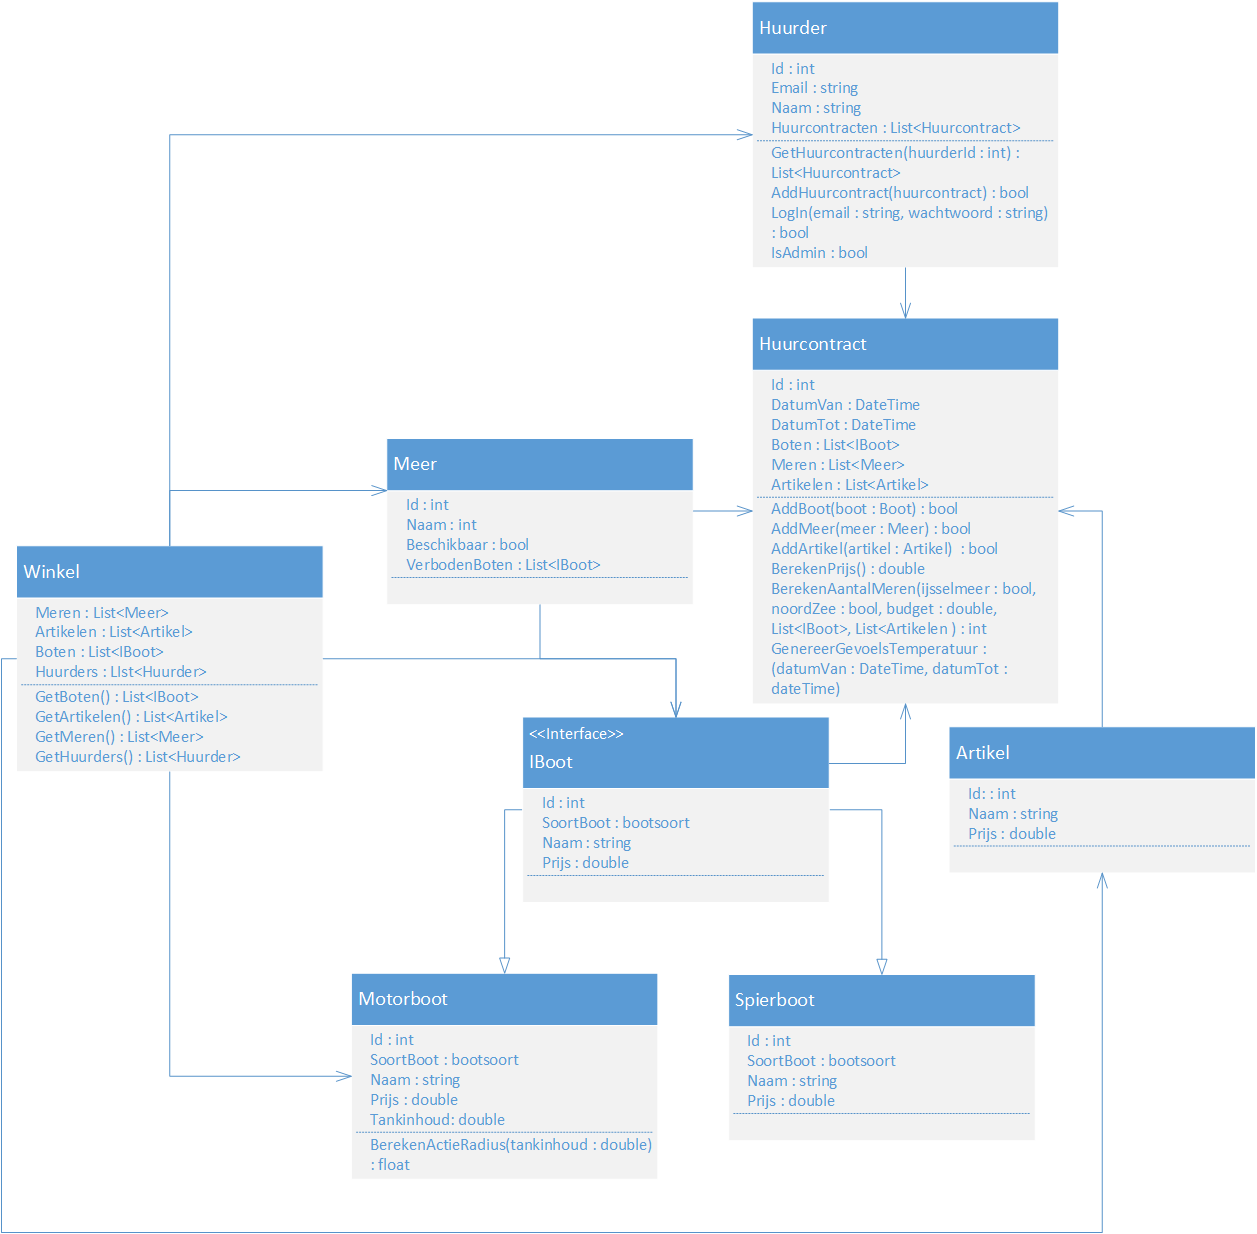 Huurder
Id : int
Email : string
Naam : string
Huurcontracten : List<Huurcontract>
GetHuurcontracten(huurderId : int) :
List<Huurcontract>
AddHuurcontract(huurcontract) : bool
LogIn(email : string, wachtwoord : string)
: bool
IsAdmin : bool
Huurcontract
Id : int
DatumVan : DateTime
DatumTot : DateTime
Boten : List<IBoot>
Meren : List<Meer>
Artikelen : List<Artikel>
AddBoot(boot : Boot) : bool
AddMeer(meer : Meer) : bool
AddArtikel(artikel : Artikel)  : bool
BerekenPrijs() : double
BerekenAantalMeren(ijsselmeer : bool,
noordZee : bool, budget : double,
List<IBoot>, List<Artikelen ) : int
GenereerGevoelsTemperatuur :
(datumVan : DateTime, datumTot :
dateTime)
Meer
Id : int
Naam : int
Beschikbaar : bool
VerbodenBoten : List<IBoot>
Winkel
Meren : List<Meer>
Artikelen : List<Artikel>
Boten : List<IBoot>
Huurders : LIst<Huurder>
GetBoten() : List<IBoot>
GetArtikelen() : List<Artikel>
GetMeren() : List<Meer>
GetHuurders() : List<Huurder>
<<Interface>>
IBoot
Id : int
SoortBoot : bootsoort
Naam : string
Prijs : double
Artikel
Id: : int
Naam : string
Prijs : double
Motorboot
Id : int
SoortBoot : bootsoort
Naam : string
Prijs : double
Tankinhoud: double
BerekenActieRadius(tankinhoud : double)
: float
Spierboot
Id : int
SoortBoot : bootsoort
Naam : string
Prijs : double